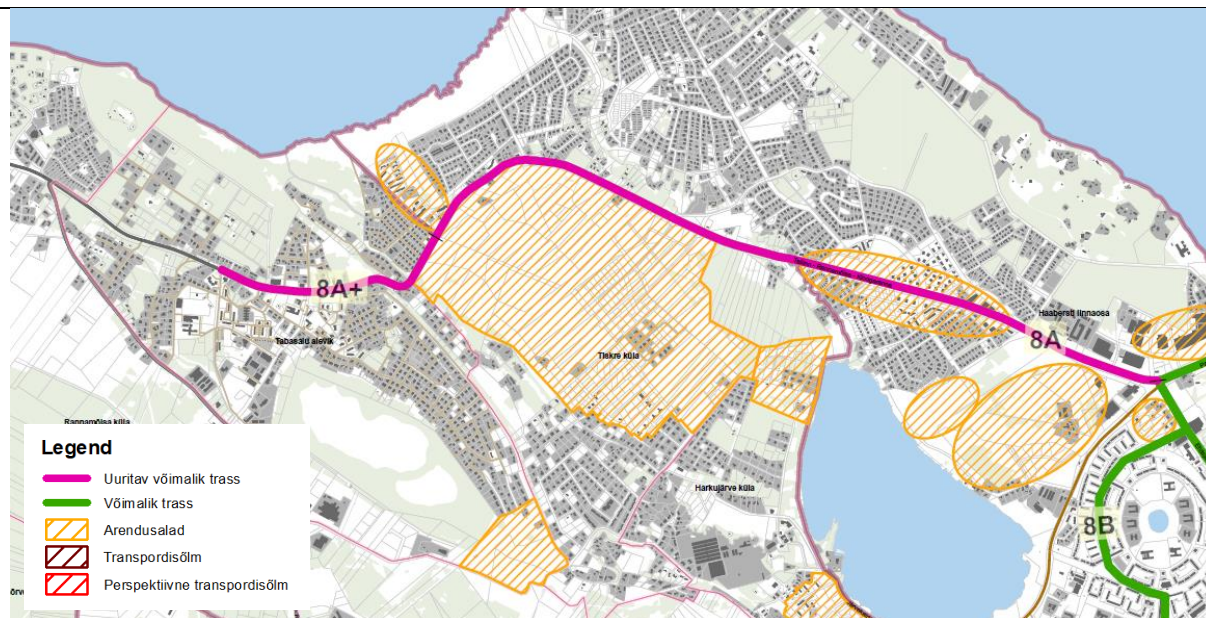 8A+
Tabasalu alevik
Tiskre küla
Haabersti linnaosa
8A
Rannamõisa küla
Harkujärve küla
8B
Legend
Uuritav võimalik trass
Võimalik trass
Arendusalad
Transpordisõlm
Perspektiivne transpordisõlm